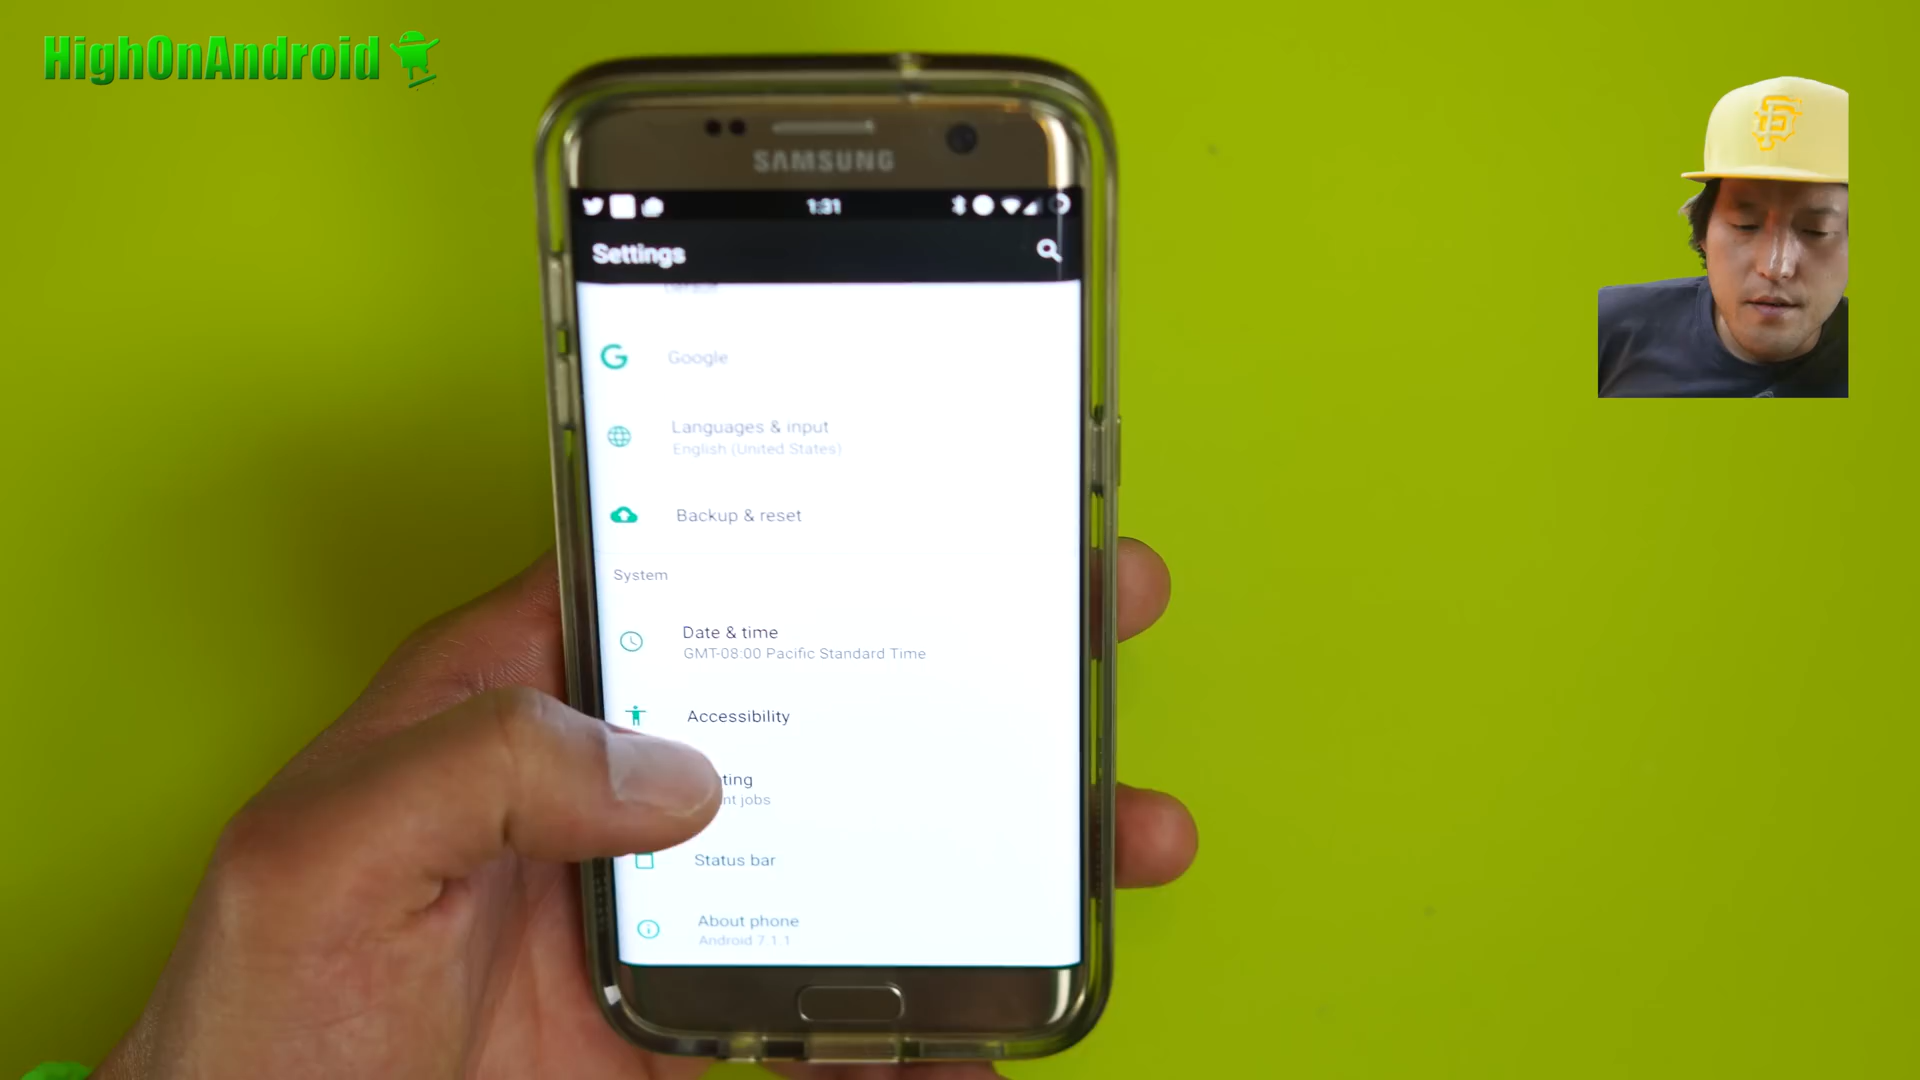 HighOnAndroid
SF
SAMSUNG
1:31
Settings
Google
Languages & input
English (United States)
Backup & reset
System
Date & time
GMT-08:00 Pacific Standard Time
Accessibility
ting
nt jobs
Status bar
About phone
Android 7.1.1